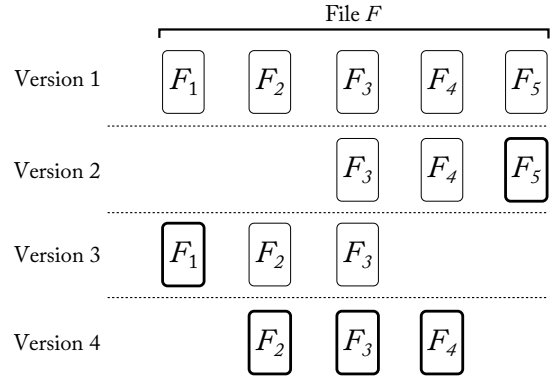 File F
Version 1 F1 F2 F3 F4 F5
Version 2 F3 F4 F5
Version 3 F1 F2 F3
Version 4 F2 F3 F4